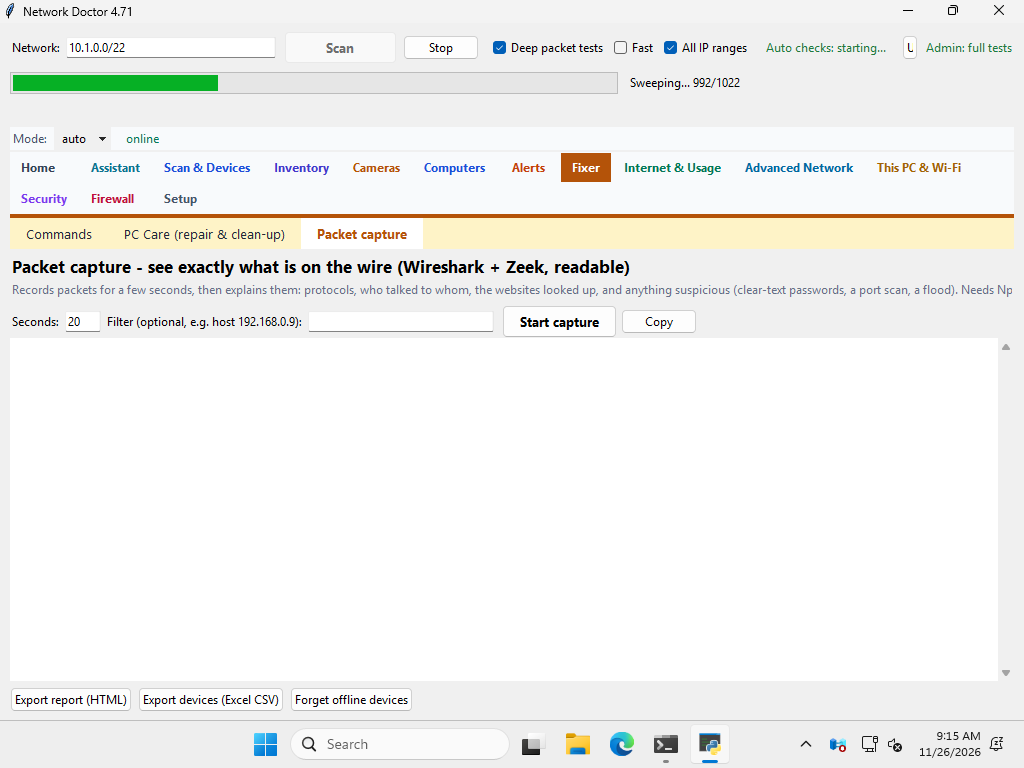 Network Doctor 4.71
Network: 10.1.0.0/22 Scan Stop Deep packet tests Fast All IP ranges Auto checks: starting... U Admin: full tests
Sweeping... 992/1022
Mode: auto online
Home Assistant Scan & Devices Inventory Cameras Computers Alerts Fixer Internet & Usage Advanced Network This PC & Wi-Fi
Security Firewall Setup
Commands PC Care (repair & clean-up) Packet capture
Packet capture - see exactly what is on the wire (Wireshark + Zeek, readable)
Records packets for a few seconds, then explains them: protocols, who talked to whom, the websites looked up, and anything suspicious (clear-text passwords, a port scan, a flood). Needs Np
Seconds: 20 Filter (optional, e.g. host 192.168.0.9): Start capture Copy
Export report (HTML) Export devices (Excel CSV) Forget offline devices
Search
9:15 AM
11/26/2026